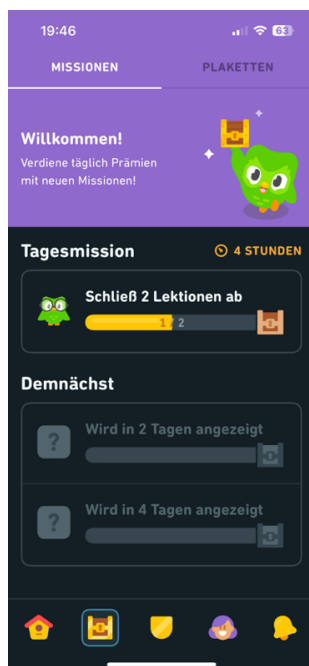 19:46
63
MISSIONEN
PLAKETTEN
Willkommen!
Verdiene täglich Prämien
mit neuen Missionen!
Tagesmission
4 STUNDEN
Schließ 2 Lektionen ab
1 / 2
Demnächst
?
Wird in 2 Tagen angezeigt
?
Wird in 4 Tagen angezeigt